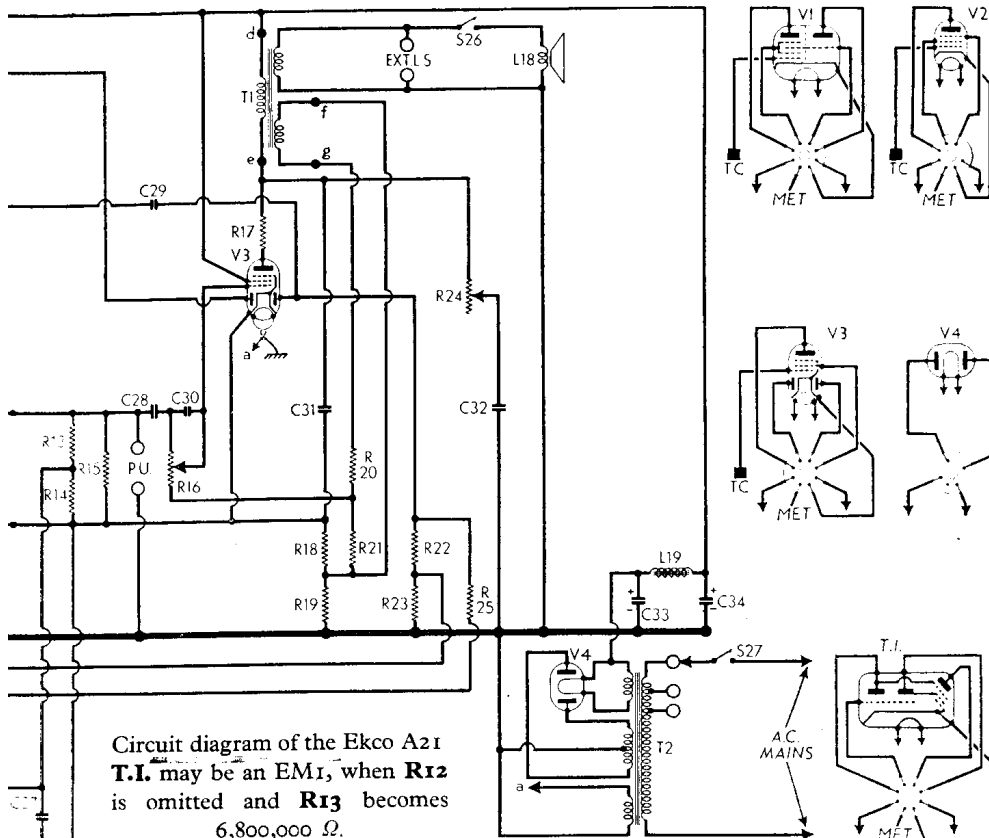 d
S26
EXT.LS
L18
T1
f
g
e
C29
R17
V3
R24
a
C28
C30
C31
C32
R13
R15
P.U.
R16
R
20
R14
R18
R21
R22
L19
R19
R23
R
25
C33
C34
+
−
+
−
V4
S27
T2
a
A.C.
MAINS
V1
V2
TC
MET
TC
MET
V3
V4
TC
MET
T.I.
MET
Circuit diagram of the Ekco A21
T.I. may be an EM1, when R12
is omitted and R13 becomes
6,800,000 Ω.